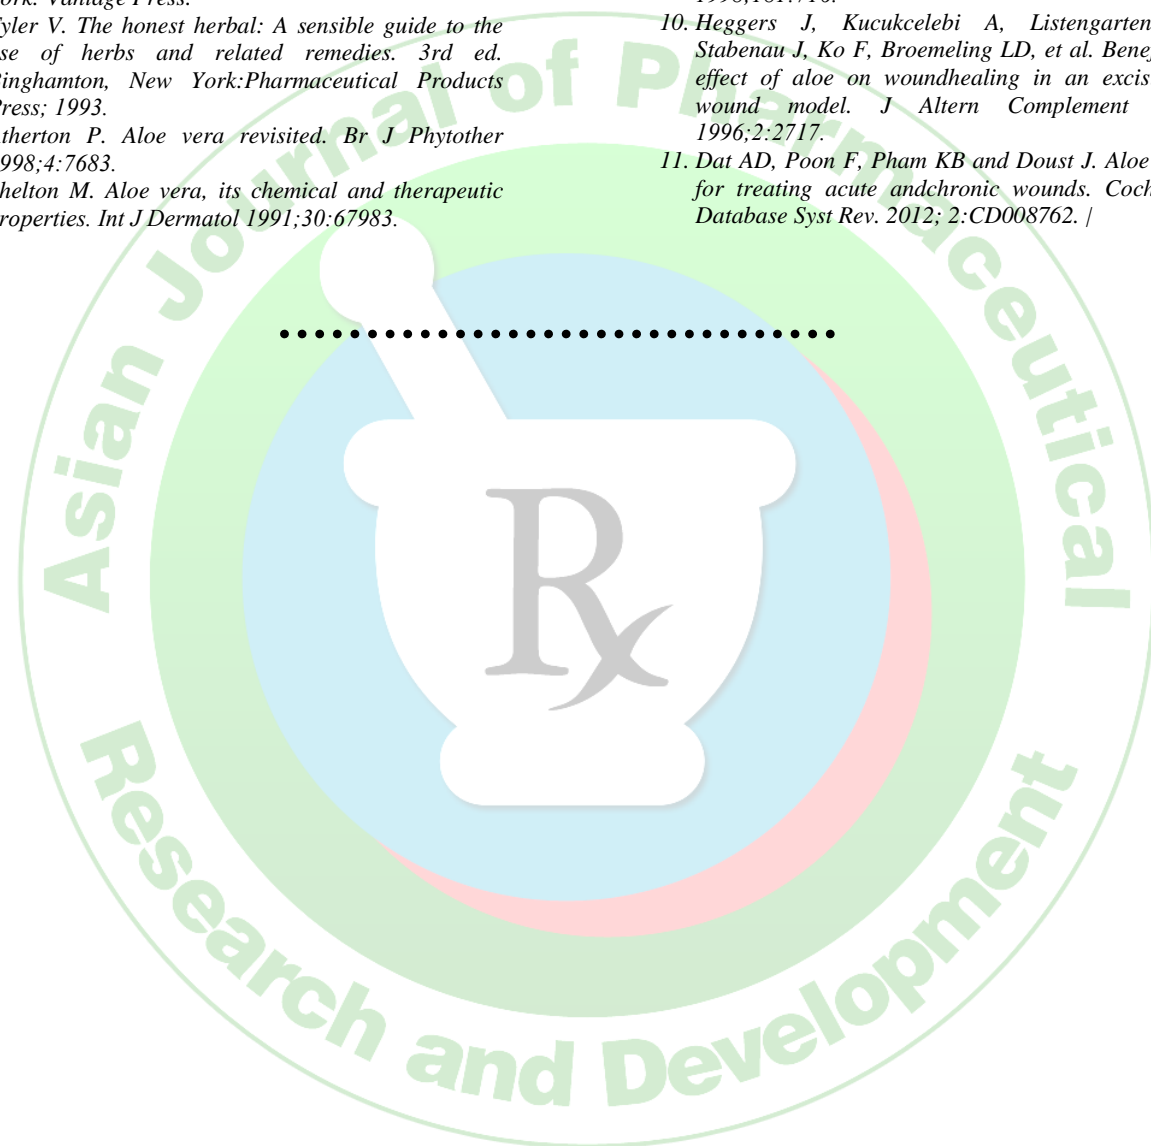 ork: Vantage Press.
yler V. The honest herbal: A sensible guide to the
se of herbs and related remedies. 3rd ed.
inghamton, New York:Pharmaceutical Products
ress; 1993.
therton P. Aloe vera revisited. Br J Phytother
998;4:7683.
helton M. Aloe vera, its chemical and therapeutic
roperties. Int J Dermatol 1991;30:67983.
10. Heggers J, Kucukcelebi A, Listengarten
Stabenau J, Ko F, Broemeling LD, et al. Benef
effect of aloe on woundhealing in an excis
wound model. J Altern Complement
1996;2:2717.
11. Dat AD, Poon F, Pham KB and Doust J. Aloe
for treating acute andchronic wounds. Coch
Database Syst Rev. 2012; 2:CD008762. |
Asian Journal of Pharmaceutical
Rx
Research and Development